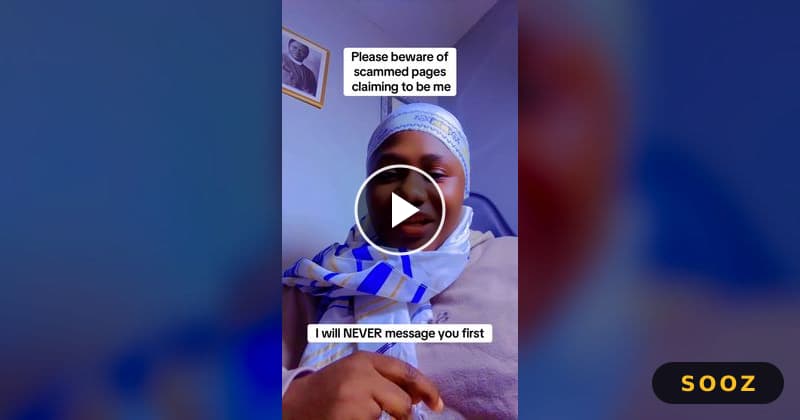 Please beware of
scammed pages
claiming to be me
I will NEVER message you first
SOOZ